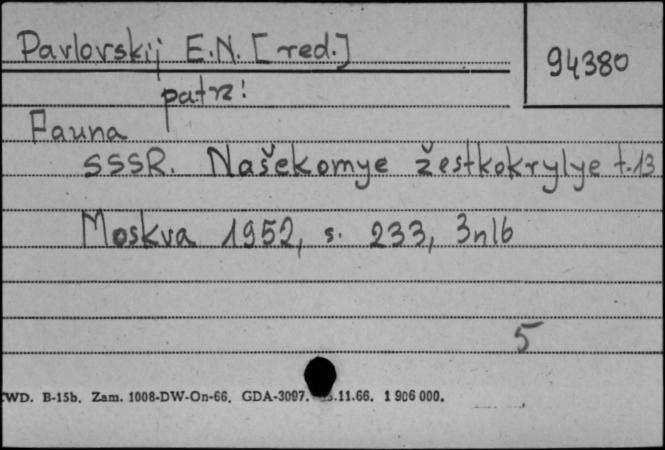 Pavlovskij E.N. [red.]
94380
patrz:
Fauna
SSSR. Našekomye žestkokrylye t.13
Moskva 1952, s. 233, 3nlb
5
WD. B-15b. Zam. 1008-DW-On-66. GDA-3097. .11.66. 1 906 000.